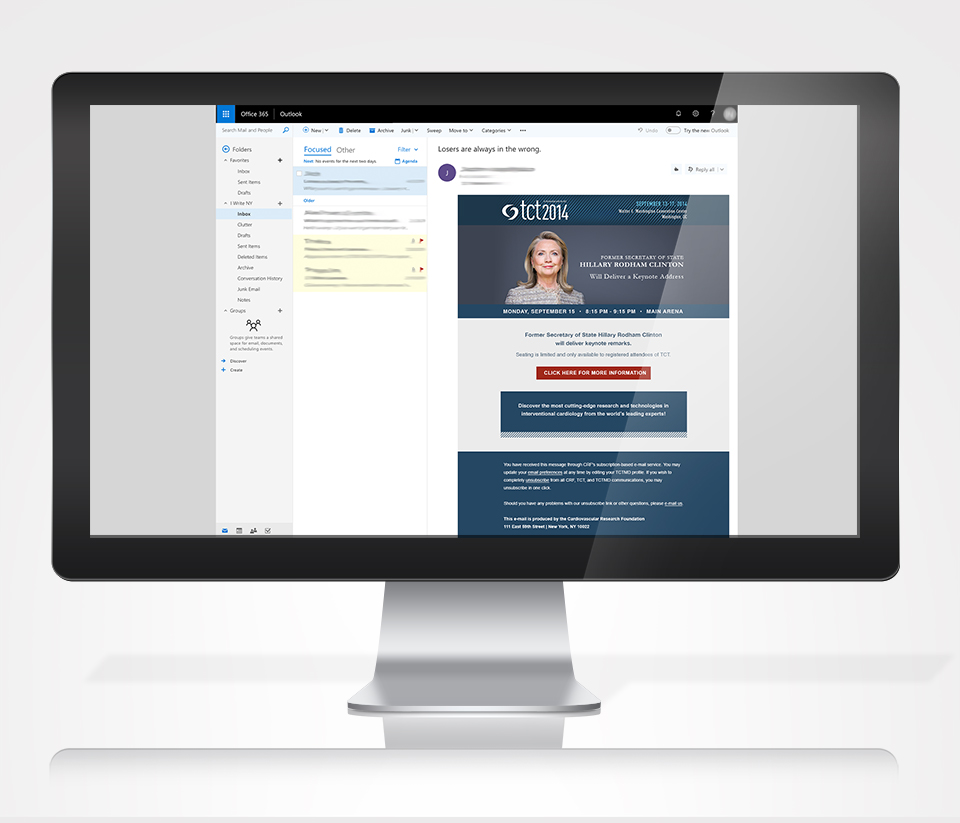 Office 365 Outlook ?
Search Mail and People New Delete Archive Junk Sweep Move to Categories ••• Undo Try the new Outlook
Folders
Favorites
Inbox
Sent Items
Drafts
I Write NY
Inbox
Clutter
Drafts
Sent Items
Deleted Items
Archive
Conversation History
Junk Email
Notes
Groups
Groups give teams a shared
space for email, documents,
and scheduling events.
Discover
Create
Focused Other Filter
Next: No events for the next two days Agenda
Older
Losers are always in the wrong.
J
Reply all
tct2014
SEPTEMBER 13-17, 2014
Walter E. Washington Convention Center
Washington, DC
FORMER SECRETARY OF STATE
HILLARY RODHAM CLINTON
Will Deliver a Keynote Address
MONDAY, SEPTEMBER 15 • 8:15 PM - 9:15 PM • MAIN ARENA
Former Secretary of State Hillary Rodham Clinton
will deliver keynote remarks.
Seating is limited and only available to registered attendees of TCT.
CLICK HERE FOR MORE INFORMATION
Discover the most cutting-edge research and technologies in
interventional cardiology from the world's leading experts!
You have received this message through CRF's subscription-based e-mail service. You may
update your email preferences at any time by editing your TCTMD profile. If you wish to
completely unsubscribe from all CRF, TCT, and TCTMD communications, you may
unsubscribe in one click.
Should you have any problems with our unsubscribe link or other questions, please e-mail us.
This e-mail is produced by the Cardiovascular Research Foundation
111 East 59th Street | New York, NY 10022